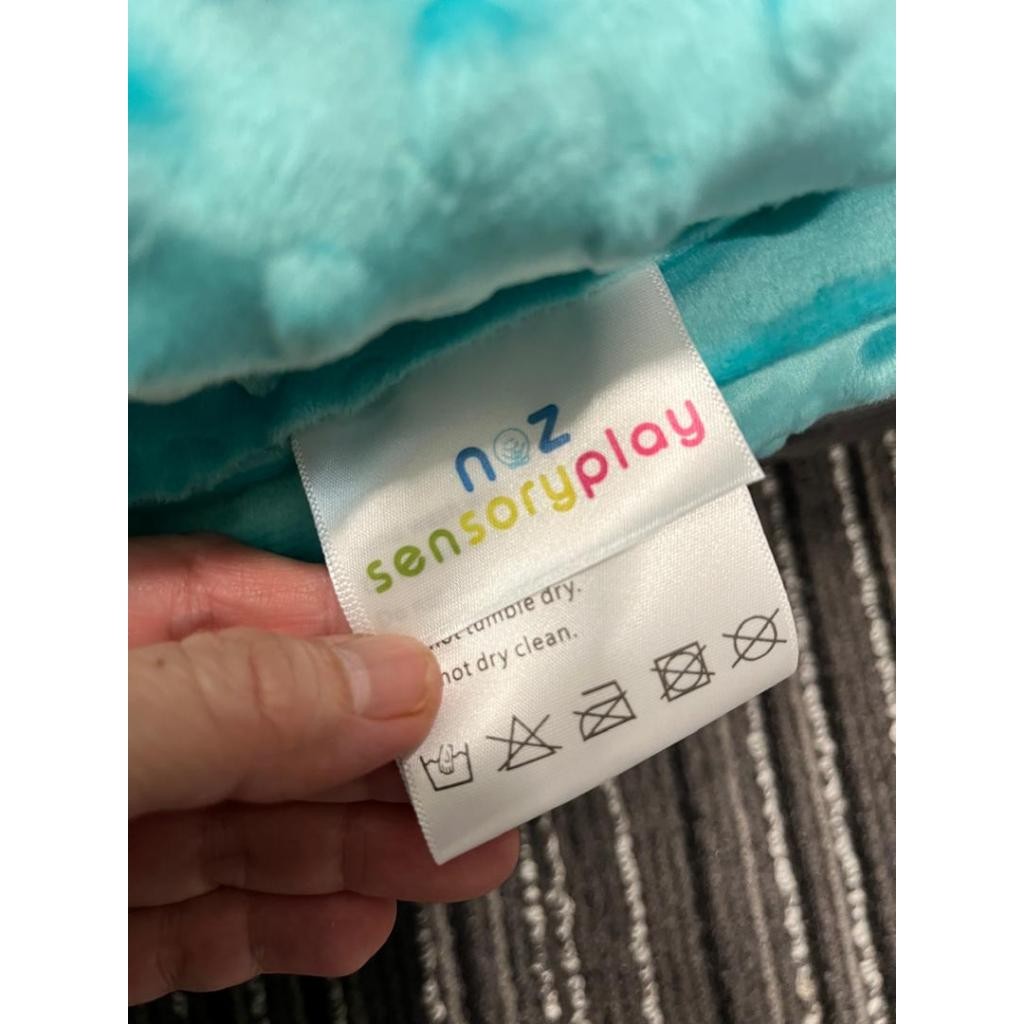 noz
sensoryplay
not tumble dry.
not dry clean.